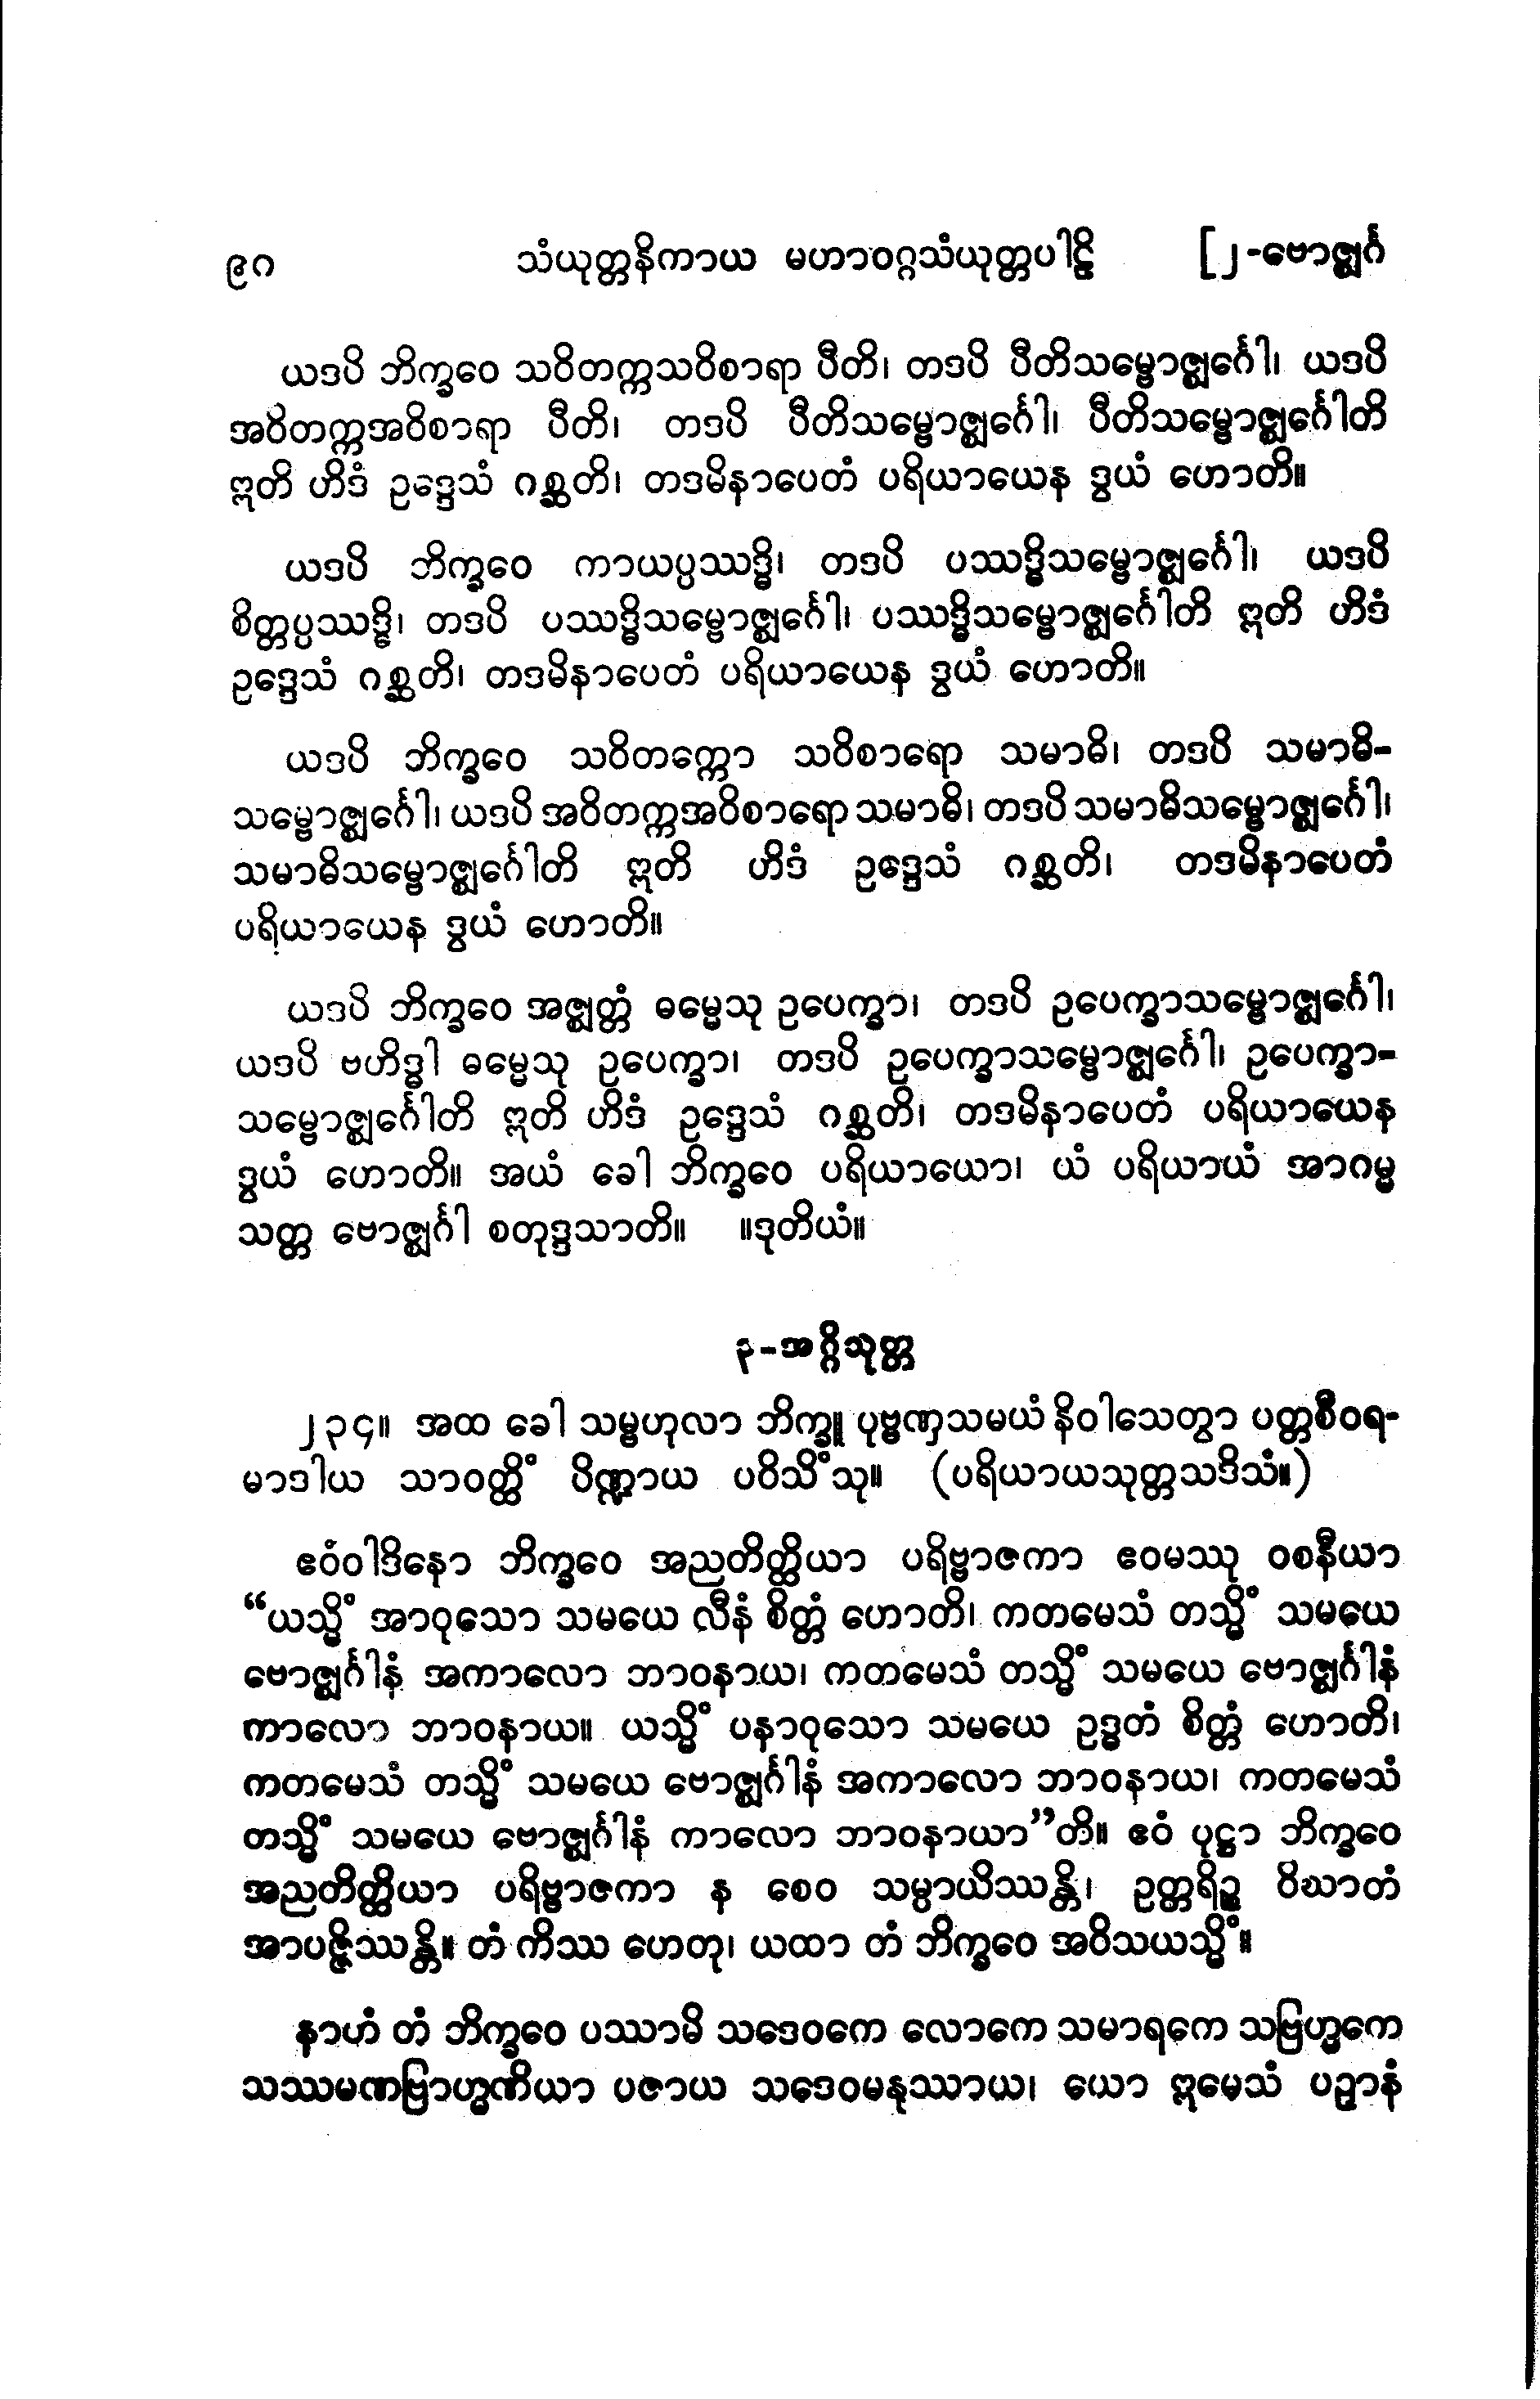 ၉၈ သံယုတ္တနိကာယ မဟာဝဂ္ဂသံယုတ္တပါဠိ [၂-ဗောဇ္ဈင်္ဂ
ယဒပိ ဘိက္ခဝေ သဝိတက္ကသဝိစာရာ ပီတိ၊ တဒပိ ပီတိသမ္ဗောဇ္ဈင်္ဂေါ၊ ယဒပိ
အဝိတက္ကအဝိစာရာ ပီတိ၊ တဒပိ ပီတိသမ္ဗောဇ္ဈင်္ဂေါ၊ ပီတိသမ္ဗောဇ္ဈင်္ဂေါတိ
ဣတိ ဟိဒံ ဥဒ္ဒေသံ ဂစ္ဆတိ၊ တဒမိနာပေတံ ပရိယာယေန ဒွယံ ဟောတိ။
ယဒပိ ဘိက္ခဝေ ကာယပ္ပဿဒ္ဓိ၊ တဒပိ ပဿဒ္ဓိသမ္ဗောဇ္ဈင်္ဂေါ၊ ယဒပိ
စိတ္တပ္ပဿဒ္ဓိ၊ တဒပိ ပဿဒ္ဓိသမ္ဗောဇ္ဈင်္ဂေါ၊ ပဿဒ္ဓိသမ္ဗောဇ္ဈင်္ဂေါတိ ဣတိ ဟိဒံ
ဥဒ္ဒေသံ ဂစ္ဆတိ၊ တဒမိနာပေတံ ပရိယာယေန ဒွယံ ဟောတိ။
ယဒပိ ဘိက္ခဝေ သဝိတက္ကော သဝိစာရော သမာဓိ၊ တဒပိ သမာဓိ-
သမ္ဗောဇ္ဈင်္ဂေါ၊ ယဒပိ အဝိတက္ကအဝိစာရော သမာဓိ၊ တဒပိ သမာဓိသမ္ဗောဇ္ဈင်္ဂေါ၊
သမာဓိသမ္ဗောဇ္ဈင်္ဂေါတိ ဣတိ ဟိဒံ ဥဒ္ဒေသံ ဂစ္ဆတိ၊ တဒမိနာပေတံ
ပရိယာယေန ဒွယံ ဟောတိ။
ယဒပိ ဘိက္ခဝေ အဇ္ဈတ္တံ ဓမ္မေသု ဥပေက္ခာ၊ တဒပိ ဥပေက္ခာသမ္ဗောဇ္ဈင်္ဂေါ၊
ယဒပိ ဗဟိဒ္ဓါ ဓမ္မေသု ဥပေက္ခာ၊ တဒပိ ဥပေက္ခာသမ္ဗောဇ္ဈင်္ဂေါ၊ ဥပေက္ခာ-
သမ္ဗောဇ္ဈင်္ဂေါတိ ဣတိ ဟိဒံ ဥဒ္ဒေသံ ဂစ္ဆတိ၊ တဒမိနာပေတံ ပရိယာယေန
ဒွယံ ဟောတိ။ အယံ ခေါ ဘိက္ခဝေ ပရိယာယော၊ ယံ ပရိယာယံ အာဂမ္မ
သတ္တ ဗောဇ္ဈင်္ဂါ စတုဒ္ဒသာတိ။ ။ဒုတိယံ။
၃-အဂ္ဂိသုတ္တ
၂၃၄။ အထ ခေါ သမ္ဗဟုလာ ဘိက္ခူ ပုဗ္ဗဏှသမယံ နိဝါသေတွာ ပတ္တစီဝရ-
မာဒါယ သာဝတ္ထိံ ပိဏ္ဍာယ ပဝိသိံသု။ (ပရိယာယသုတ္တသဒိသံ။)
ဧဝံဝါဒိနော ဘိက္ခဝေ အညတိတ္ထိယာ ပရိဗ္ဗာဇကာ ဧဝမဿု ဝစနီယာ
“ယသ္မိံ အာဝုသော သမယေ လီနံ စိတ္တံ ဟောတိ၊ ကတမေသံ တသ္မိံ သမယေ
ဗောဇ္ဈင်္ဂါနံ အကာလော ဘာဝနာယ၊ ကတမေသံ တသ္မိံ သမယေ ဗောဇ္ဈင်္ဂါနံ
ကာလော ဘာဝနာယ။ ယသ္မိံ ပနာဝုသော သမယေ ဥဒ္ဓတံ စိတ္တံ ဟောတိ၊
ကတမေသံ တသ္မိံ သမယေ ဗောဇ္ဈင်္ဂါနံ အကာလော ဘာဝနာယ၊ ကတမေသံ
တသ္မိံ သမယေ ဗောဇ္ဈင်္ဂါနံ ကာလော ဘာဝနာယာ”တိ။ ဧဝံ ပုဋ္ဌာ ဘိက္ခဝေ
အညတိတ္ထိယာ ပရိဗ္ဗာဇကာ န စေဝ သမ္ပာယိဿန္တိ၊ ဥတ္တရိဉ္စ ဝိဃာတံ
အာပဇ္ဇိဿန္တိ။ တံ ကိဿ ဟေတု၊ ယထာ တံ ဘိက္ခဝေ အဝိသယသ္မိံ။
နာဟံ တံ ဘိက္ခဝေ ပဿာမိ သဒေဝကေ လောကေ သမာရကေ သဗြဟ္မကေ
သဿမဏဗြာဟ္မဏိယာ ပဇာယ သဒေဝမနုဿာယ၊ ယော ဣမေသံ ပဉှာနံ